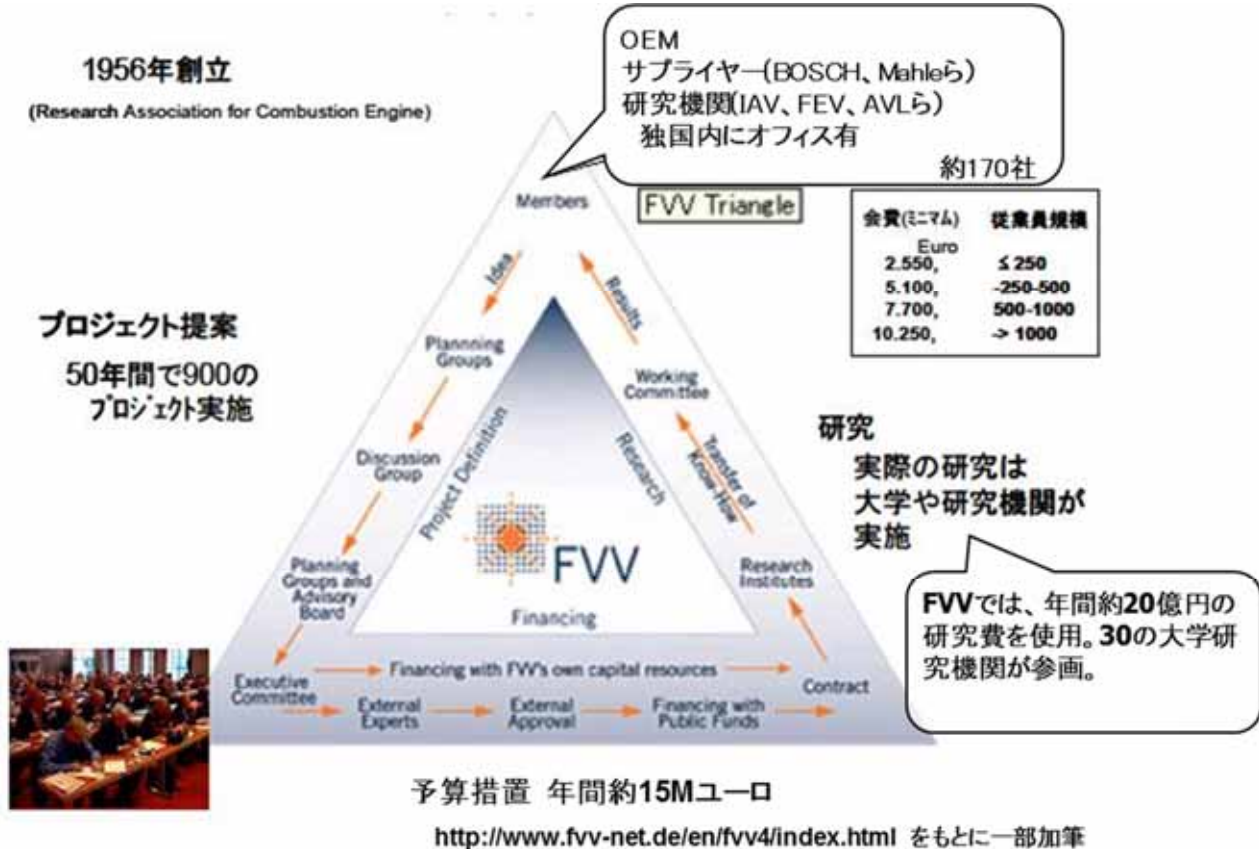 1956年創立
(Research Association for Combustion Engine)
OEM
サプライヤー(BOSCH、Mahleら)
研究機関(IAV、FEV、AVLら)
独国内にオフィス有
約170社
FVV Triangle
会費(ミニマム) 従業員規模
Euro
2.550, ≦250
5.100, -250-500
7.700, 500-1000
10.250, -> 1000
プロジェクト提案
50年間で900の
プロジェクト実施
Members
Idea
Plannning
Groups
Discussion
Group
Planning
Groups and
Advisory
Board
Executive
Committee
Project Definition
Research
Financing
FVV
Results
Working
Committee
Transfer of
Know-How
Research
Institutes
Contract
Financing with FVV's own capital resources
External
Experts
External
Approval
Financing with
Public Funds
研究
実際の研究は
大学や研究機関が
実施
FVVでは、年間約20億円の
研究費を使用。30の大学研
究機関が参画。
予算措置 年間約15Mユーロ
http://www.fvv-net.de/en/fvv4/index.html をもとに一部加筆